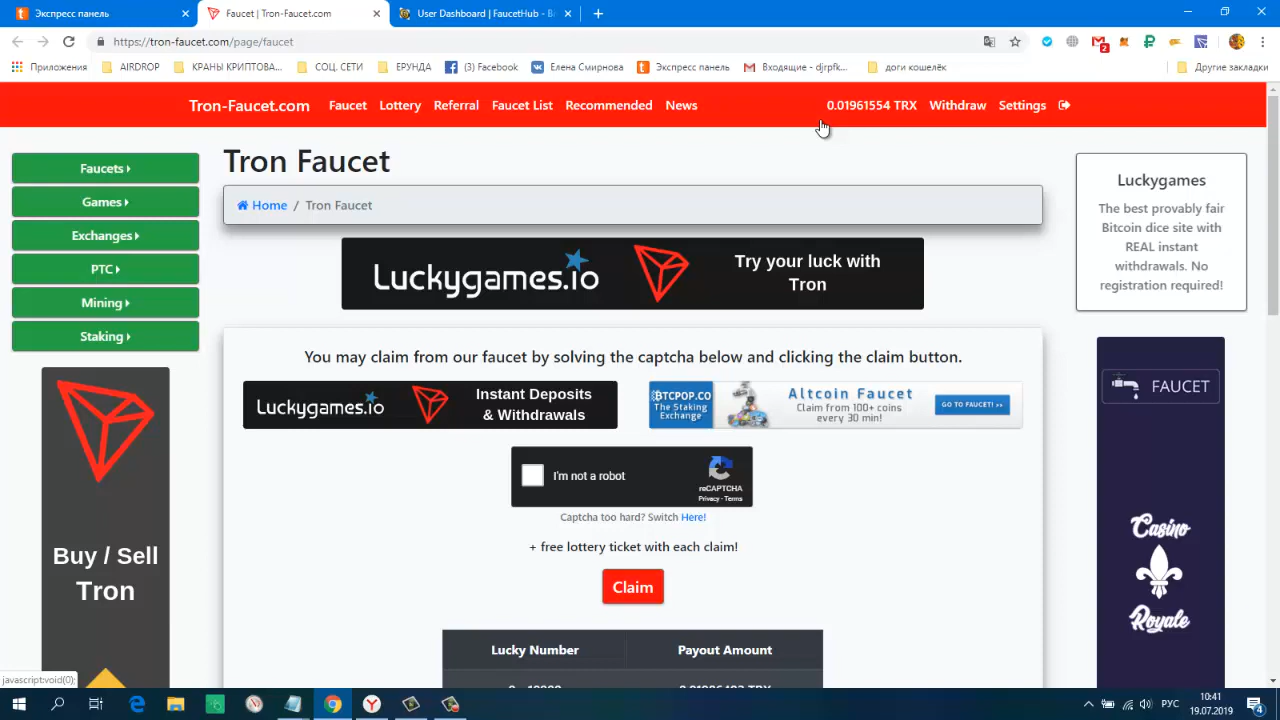 Экспресс панель
Faucet | Tron-Faucet.com
User Dashboard | FaucetHub - Bi
https://tron-faucet.com/page/faucet
2
Приложения
AIRDROP
КРАНЫ КРИПТОВА...
СОЦ. СЕТИ
ЕРУНДА
(3) Facebook
Елена Смирнова
Экспресс панель
Входящие - djrpfk...
доги кошелёк
Другие закладки
Tron-Faucet.com
Faucet
Lottery
Referral
Faucet List
Recommended
News
0.01961554 TRX
Withdraw
Settings
Faucets
Games
Exchanges
PTC
Mining
Staking
Buy / Sell
Tron
Tron Faucet
Home / Tron Faucet
Luckygames.io
Try your luck with
Tron
You may claim from our faucet by solving the captcha below and clicking the claim button.
Luckygames.io
Instant Deposits
& Withdrawals
BTCPOP.CO
The Staking
Exchange
Altcoin Faucet
Claim from 100+ coins
every 30 min!
GO TO FAUCET! >>
I'm not a robot
reCAPTCHA
Privacy - Terms
Captcha too hard? Switch Here!
+ free lottery ticket with each claim!
Claim
Lucky Number
Payout Amount
Luckygames
The best provably fair
Bitcoin dice site with
REAL instant
withdrawals. No
registration required!
FAUCET
Casino
Royale
javascript:void(0);
РУС
10:41
19.07.2019
4